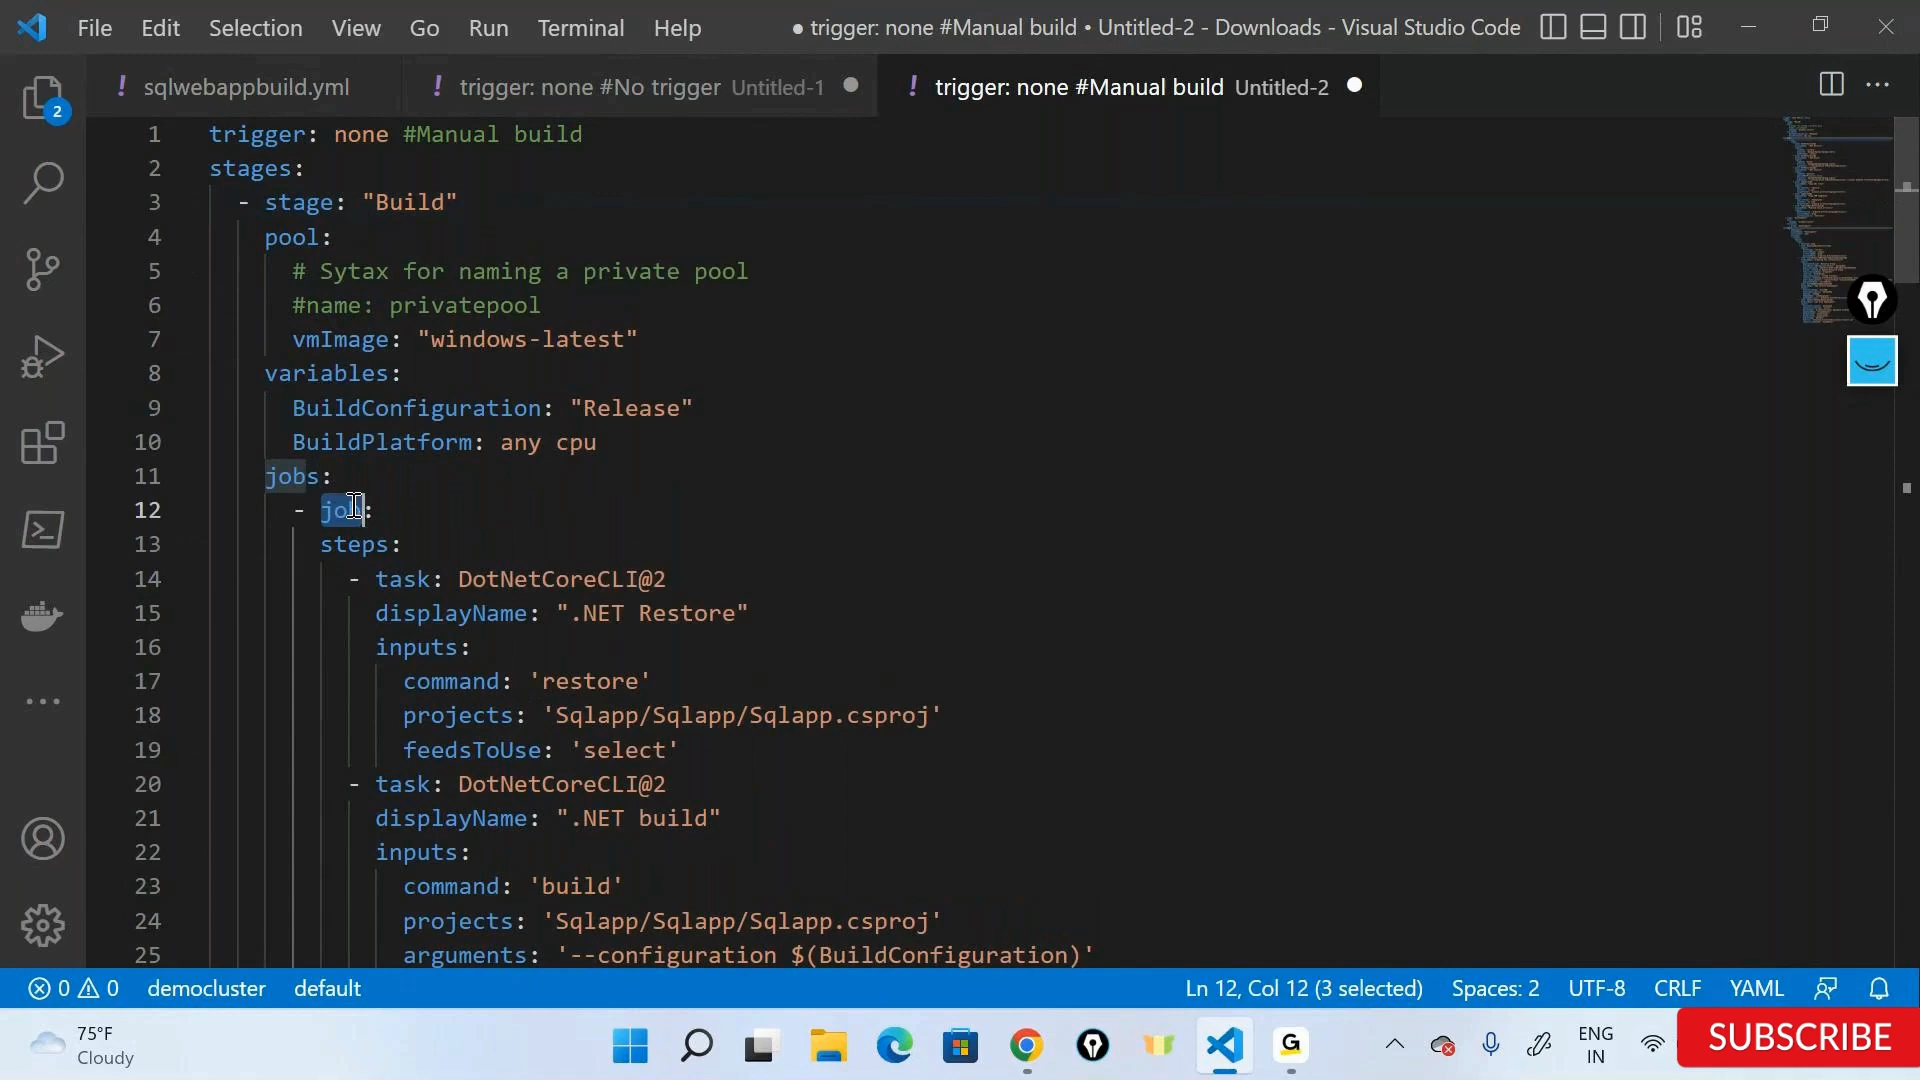 File Edit Selection View Go Run Terminal Help ● trigger: none #Manual build • Untitled-2 - Downloads - Visual Studio Code
2
! sqlwebappbuild.yml ! trigger: none #No trigger Untitled-1 ! trigger: none #Manual build Untitled-2
1 trigger: none #Manual build
2 stages:
3 - stage: "Build"
4 pool:
5 # Sytax for naming a private pool
6 #name: privatepool
7 vmImage: "windows-latest"
8 variables:
9 BuildConfiguration: "Release"
10 BuildPlatform: any cpu
11 jobs:
12 - job:
13 steps:
14 - task: DotNetCoreCLI@2
15 displayName: ".NET Restore"
16 inputs:
17 command: 'restore'
18 projects: 'Sqlapp/Sqlapp/Sqlapp.csproj'
19 feedsToUse: 'select'
20 - task: DotNetCoreCLI@2
21 displayName: ".NET build"
22 inputs:
23 command: 'build'
24 projects: 'Sqlapp/Sqlapp/Sqlapp.csproj'
25 arguments: '--configuration $(BuildConfiguration)'
0 0 democluster default Ln 12, Col 12 (3 selected) Spaces: 2 UTF-8 CRLF YAML
75°F
Cloudy
G
ENG
IN
SUBSCRIBE